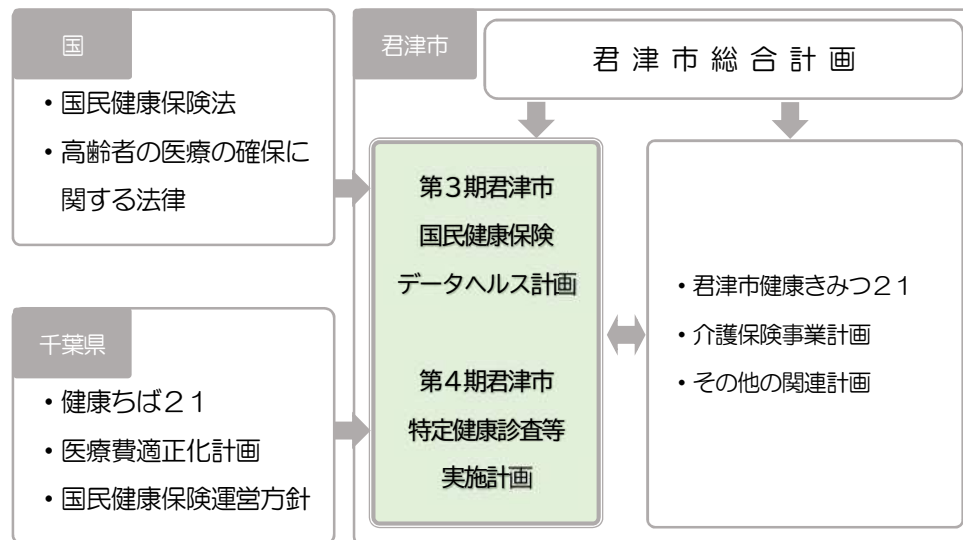 国
・国民健康保険法
・高齢者の医療の確保に
関する法律
千葉県
・健康ちば２１
・医療費適正化計画
・国民健康保険運営方針
君津市
君津市総合計画
第３期君津市
国民健康保険
データヘルス計画
第４期君津市
特定健康診査等
実施計画
・君津市健康きみつ２１
・介護保険事業計画
・その他の関連計画